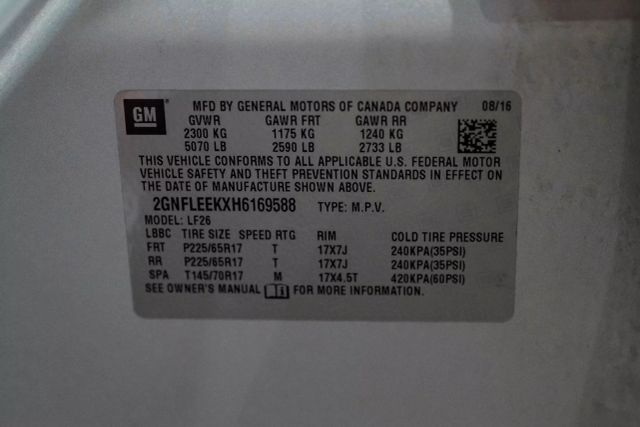 GM MFD BY GENERAL MOTORS OF CANADA COMPANY 08/16
GVWR GAWR FRT GAWR RR
2300 KG 1175 KG 1240 KG
5070 LB 2590 LB 2733 LB
THIS VEHICLE CONFORMS TO ALL APPLICABLE U.S. FEDERAL MOTOR
VEHICLE SAFETY AND THEFT PREVENTION STANDARDS IN EFFECT ON
THE DATE OF MANUFACTURE SHOWN ABOVE.
2GNFLEEKXH6169588 TYPE: M.P.V.
MODEL: LF26
LBBC TIRE SIZE SPEED RTG RIM COLD TIRE PRESSURE
FRT P225/65R17 T 17X7J 240KPA(35PSI)
RR P225/65R17 T 17X7J 240KPA(35PSI)
SPA T145/70R17 M 17X4.5T 420KPA(60PSI)
SEE OWNER'S MANUAL FOR MORE INFORMATION.